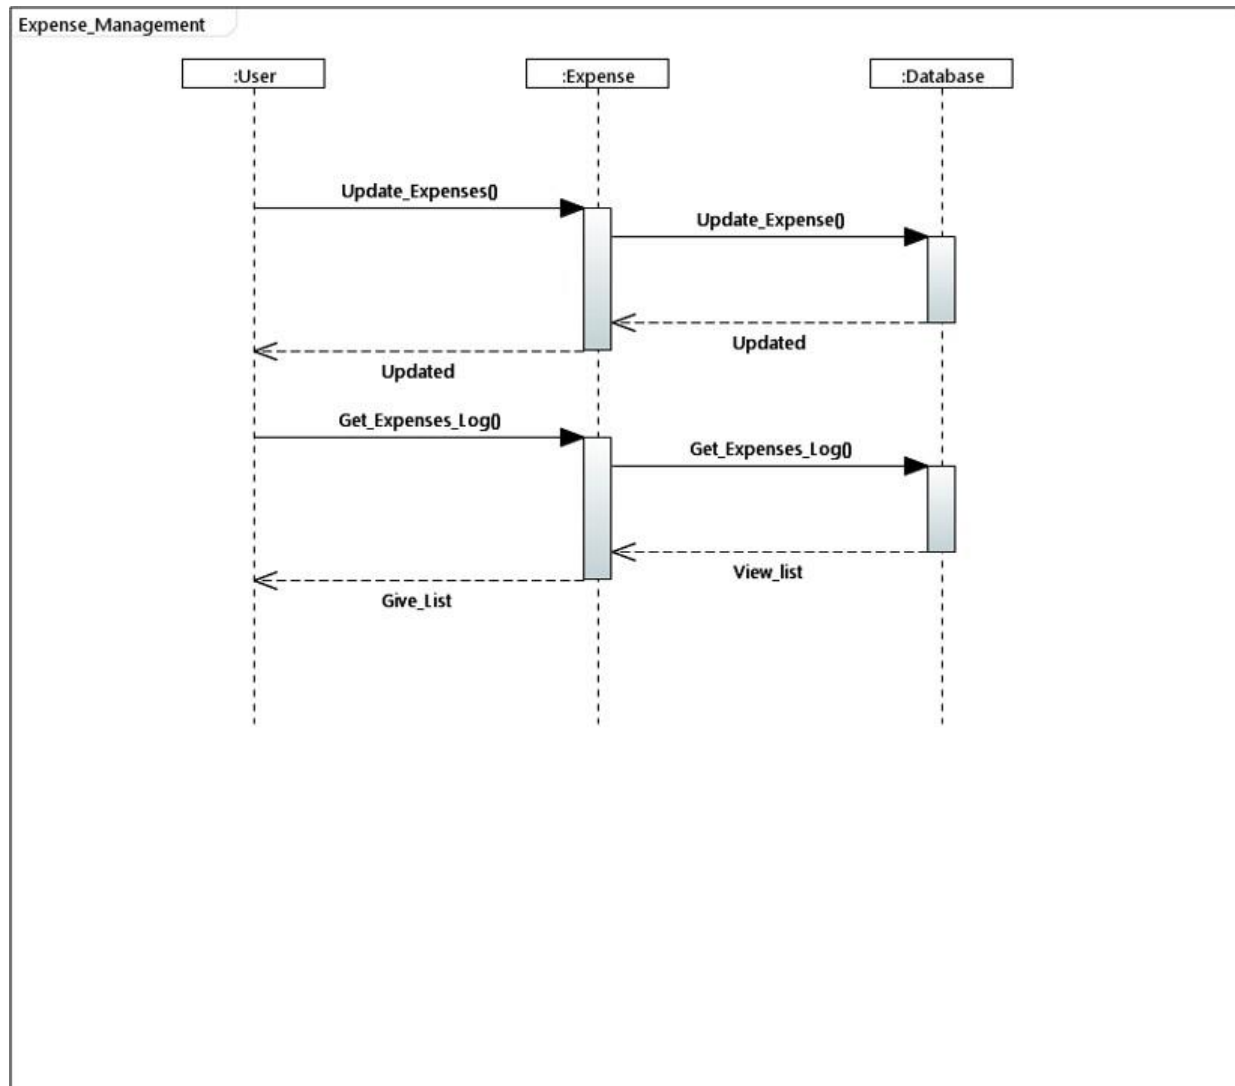 Expense_Management
:User
:Expense
:Database
Update_Expenses()
Update_Expense()
Updated
Updated
Get_Expenses_Log()
Get_Expenses_Log()
View_list
Give_List